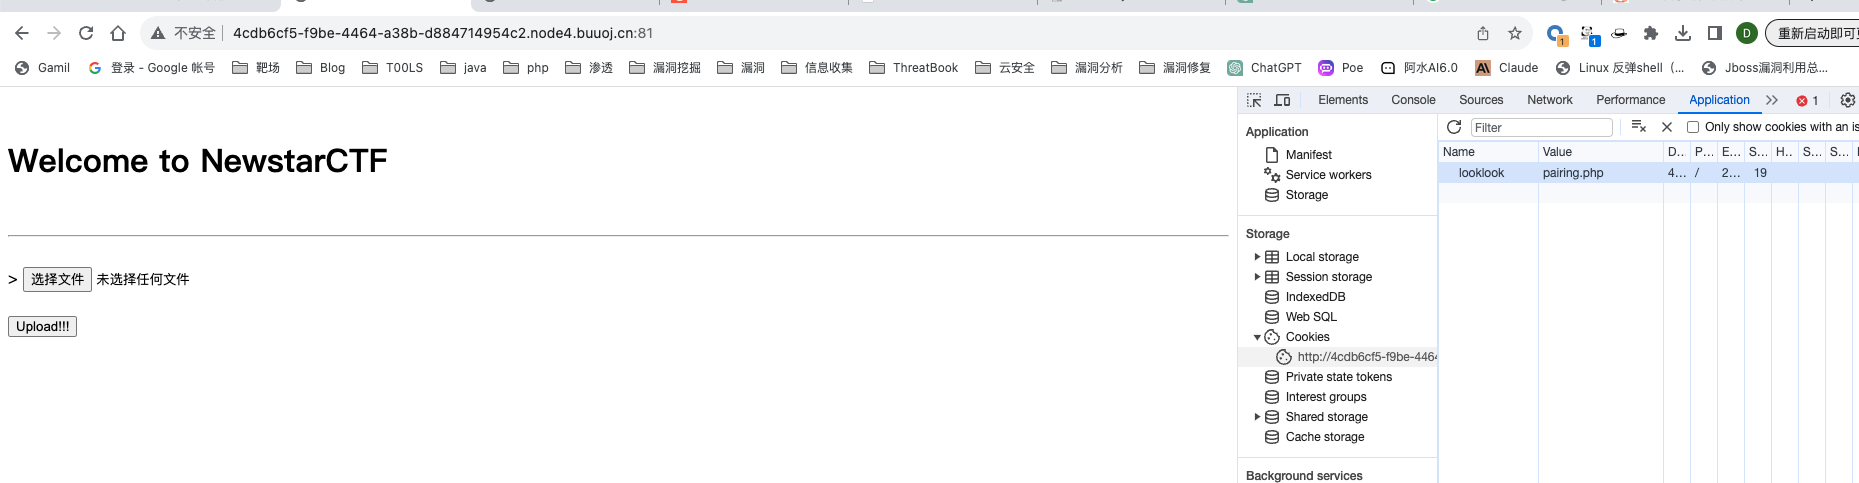 不安全 4cdb6cf5-f9be-4464-a38b-d884714954c2.node4.buuoj.cn:81 1 1 D 重新启动即可
Gamil 登录 - Google 帐号 靶场 Blog T00LS java php 渗透 漏洞挖掘 漏洞 信息收集 ThreatBook 云安全 漏洞分析 漏洞修复 ChatGPT Poe 阿水AI6.0 Claude Linux 反弹shell (... Jboss漏洞利用总...
Welcome to NewstarCTF
> 选择文件 未选择任何文件
Upload!!!
Elements Console Sources Network Performance Application 1
Application
Manifest
Service workers
Storage
Storage
Local storage
Session storage
IndexedDB
Web SQL
Cookies
http://4cdb6cf5-f9be-4464
Private state tokens
Interest groups
Shared storage
Cache storage
Background services
Filter Only show cookies with an is
Name Value D... P... E... S... H... S... S...
looklook pairing.php 4... / 2... 19